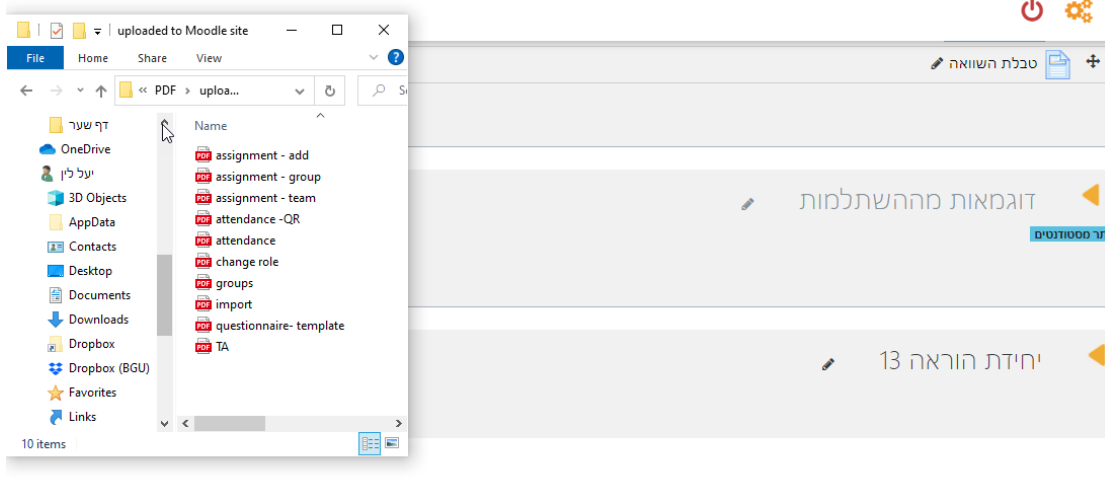 uploaded to Moodle site
File Home Share View
« PDF › uploa...
Name
דף שער
OneDrive
יעל לין
3D Objects
AppData
Contacts
Desktop
Documents
Downloads
Dropbox
Dropbox (BGU)
Favorites
Links
assignment - add
assignment - group
assignment - team
attendance -QR
attendance
change role
groups
import
questionnaire- template
TA
10 items
טבלת השוואה
דוגמאות מההשתלמות
תר מסטודנטים
יחידת הוראה 13